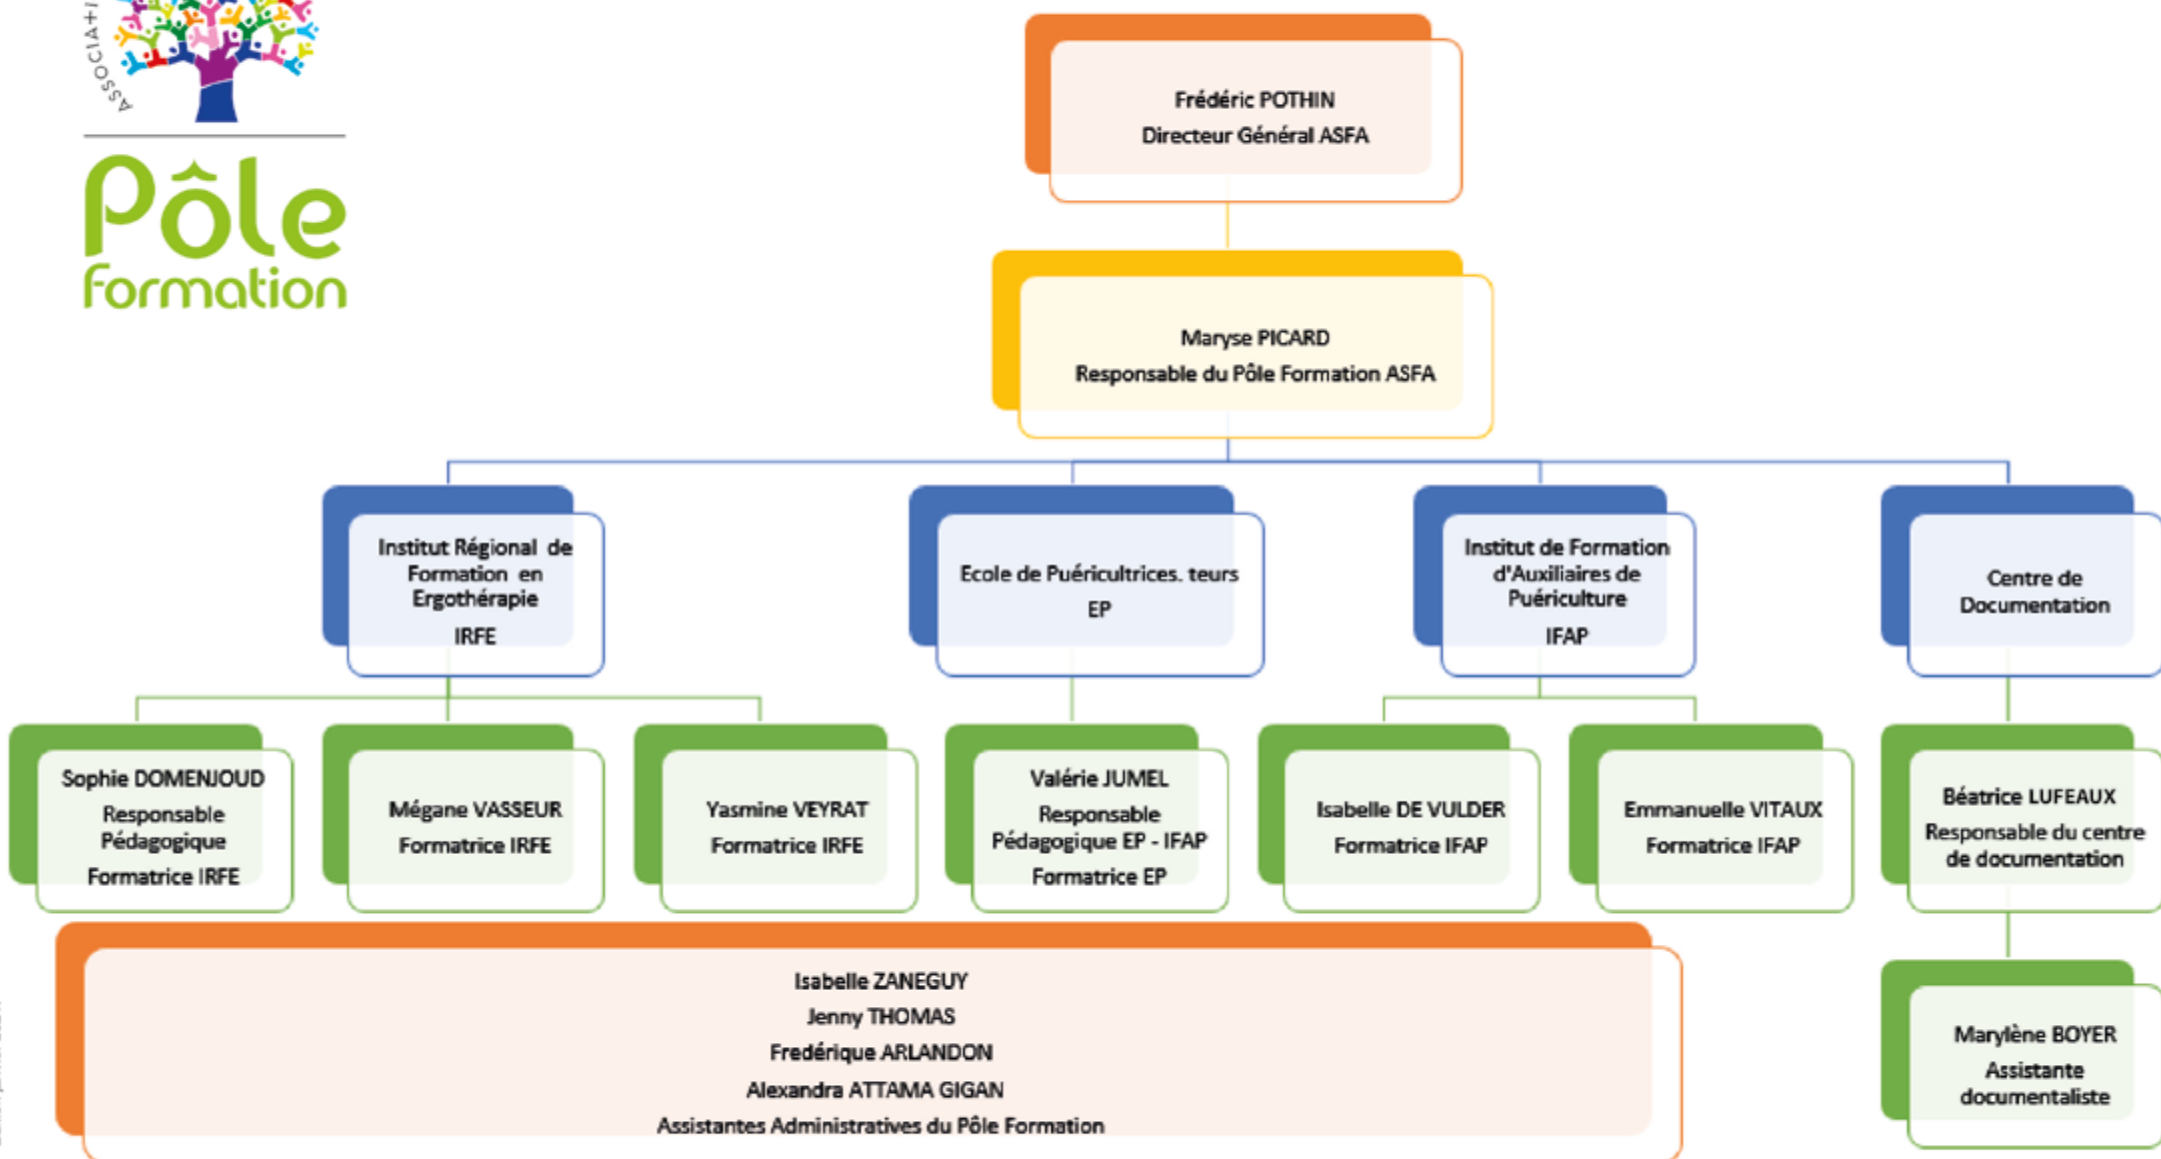 ASSOCIATI
Pôle
formation
Frédéric POTHIN
Directeur Général ASFA
Maryse PICARD
Responsable du Pôle Formation ASFA
Institut Régional de
Formation en
Ergothérapie
IRFE
Ecole de Puéricultrices. teurs
EP
Institut de Formation
d'Auxiliaires de
Puériculture
IFAP
Centre de
Documentation
Sophie DOMENJOUD
Responsable
Pédagogique
Formatrice IRFE
Mégane VASSEUR
Formatrice IRFE
Yasmine VEYRAT
Formatrice IRFE
Valérie JUMEL
Responsable
Pédagogique EP - IFAP
Formatrice EP
Isabelle DE VULDER
Formatrice IFAP
Emmanuelle VITAUX
Formatrice IFAP
Béatrice LUFEAUX
Responsable du centre
de documentation
Isabelle ZANEGUY
Jenny THOMAS
Fredérique ARLANDON
Alexandra ATTAMA GIGAN
Assistantes Administratives du Pôle Formation
Marylène BOYER
Assistante
documentaliste